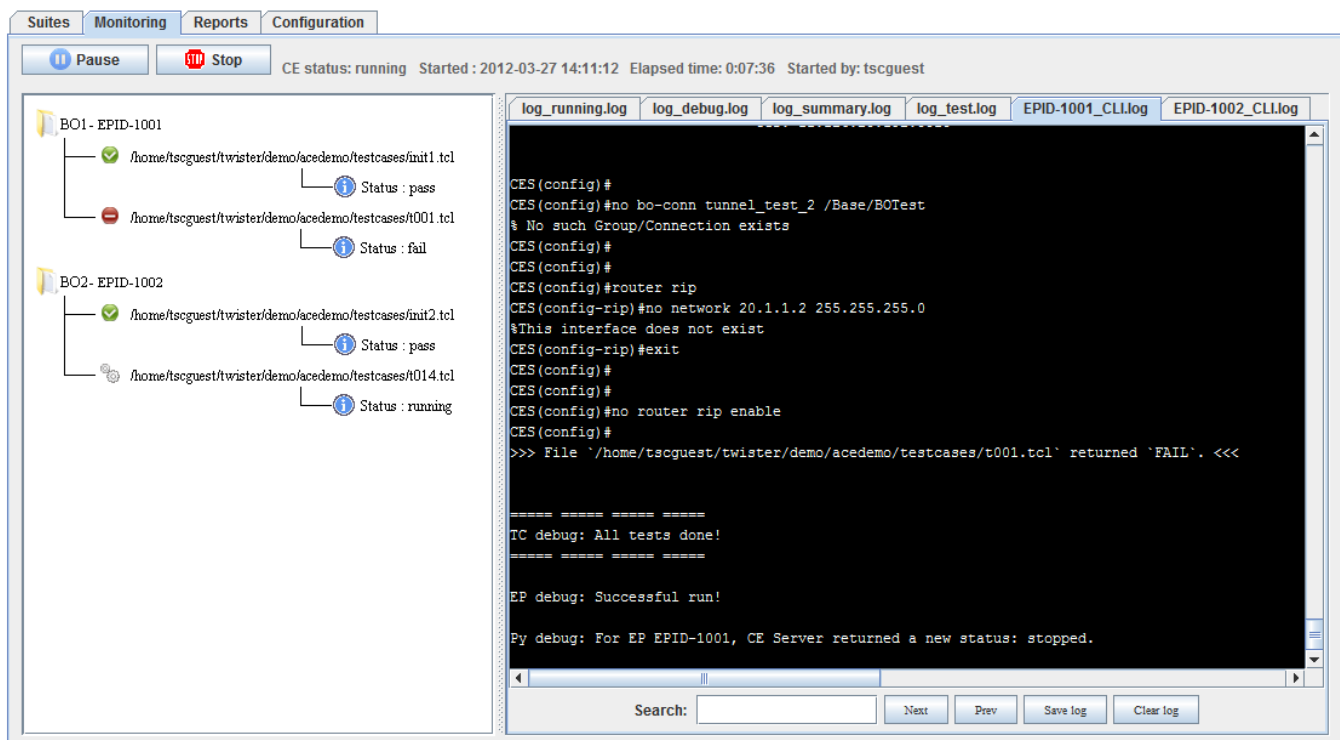 Suites Monitoring Reports Configuration
Pause Stop CE status: running Started : 2012-03-27 14:11:12 Elapsed time: 0:07:36 Started by: tscguest
BO1- EPID-1001
/home/tscguest/twister/demo/acedemo/testcases/init1.tcl
Status : pass
/home/tscguest/twister/demo/acedemo/testcases/t001.tcl
Status : fail
BO2- EPID-1002
/home/tscguest/twister/demo/acedemo/testcases/init2.tcl
Status : pass
/home/tscguest/twister/demo/acedemo/testcases/t014.tcl
Status : running
log_running.log log_debug.log log_summary.log log_test.log EPID-1001_CLI.log EPID-1002_CLI.log
CES(config)#
CES(config)#no bo-conn tunnel_test_2 /Base/BOTest
% No such Group/Connection exists
CES(config)#
CES(config)#
CES(config)#router rip
CES(config-rip)#no network 20.1.1.2 255.255.255.0
%This interface does not exist
CES(config-rip)#exit
CES(config)#
CES(config)#
CES(config)#no router rip enable
CES(config)#
>>> File `/home/tscguest/twister/demo/acedemo/testcases/t001.tcl` returned `FAIL`. <<<
===== ===== ===== =====
TC debug: All tests done!
===== ===== ===== =====
EP debug: Successful run!
Py debug: For EP EPID-1001, CE Server returned a new status: stopped.
Search: Next Prev Save log Clear log